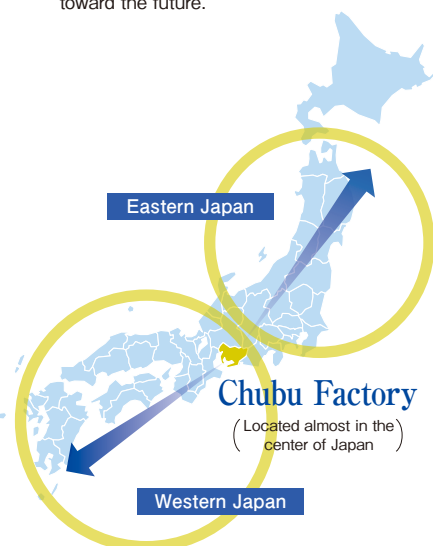 toward the future.
Eastern Japan
Chubu Factory
(Located almost in the
center of Japan)
Western Japan